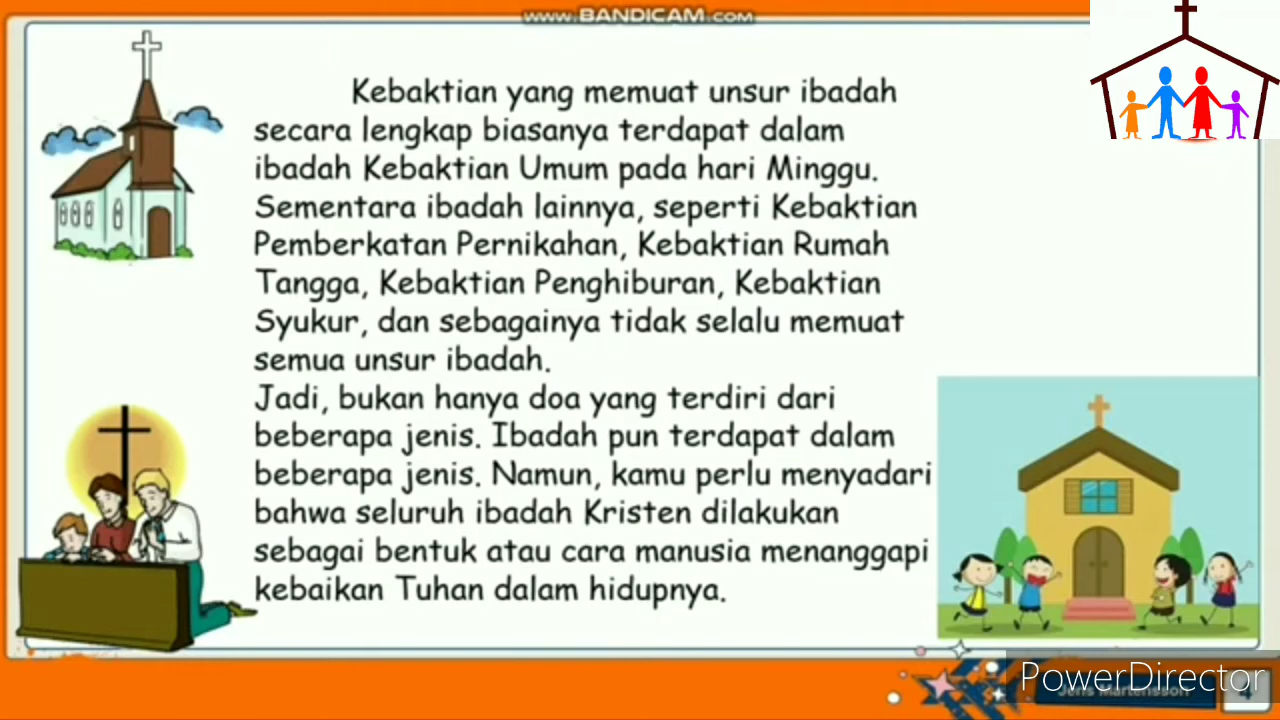 www.BANDICAM.com
Kebaktian yang memuat unsur ibadah
secara lengkap biasanya terdapat dalam
ibadah Kebaktian Umum pada hari Minggu.
Sementara ibadah lainnya, seperti Kebaktian
Pemberkatan Pernikahan, Kebaktian Rumah
Tangga, Kebaktian Penghiburan, Kebaktian
Syukur, dan sebagainya tidak selalu memuat
semua unsur ibadah.
Jadi, bukan hanya doa yang terdiri dari
beberapa jenis. Ibadah pun terdapat dalam
beberapa jenis. Namun, kamu perlu menyadari
bahwa seluruh ibadah Kristen dilakukan
sebagai bentuk atau cara manusia menanggapi
kebaikan Tuhan dalam hidupnya.
PowerDirector
4